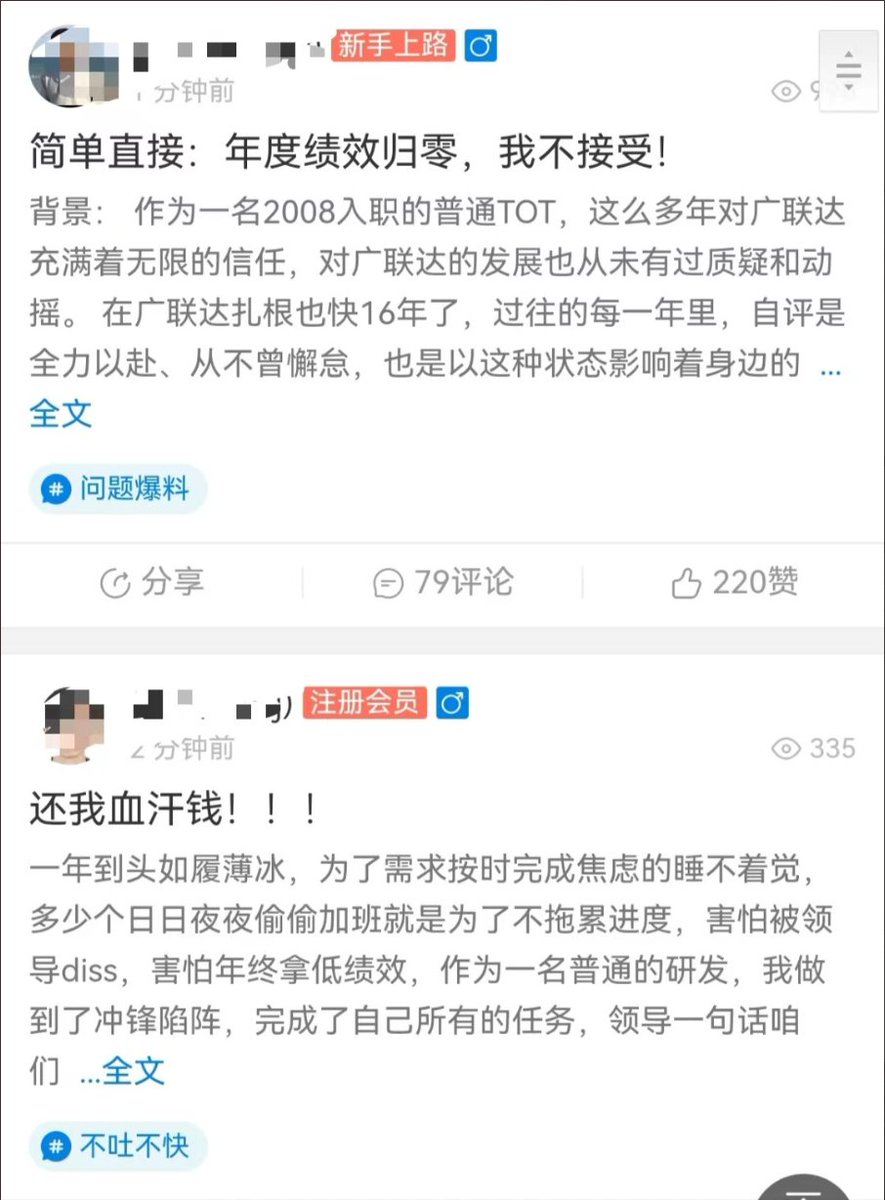 新手上路
1 分钟前
简单直接：年度绩效归零，我不接受！
背景： 作为一名2008入职的普通TOT，这么多年对广联达
充满着无限的信任，对广联达的发展也从未有过质疑和动
摇。 在广联达扎根也快16年了，过往的每一年里，自评是
全力以赴、从不曾懈怠，也是以这种状态影响着身边的 ...
全文
# 问题爆料
分享 79评论 220赞
注册会员
2 分钟前 335
还我血汗钱！！！
一年到头如履薄冰，为了需求按时完成焦虑的睡不着觉，
多少个日日夜夜偷偷加班就是为了不拖累进度，害怕被领
导diss，害怕年终拿低绩效，作为一名普通的研发，我做
到了冲锋陷阵，完成了自己所有的任务，领导一句话咱
们 ...全文
# 不吐不快